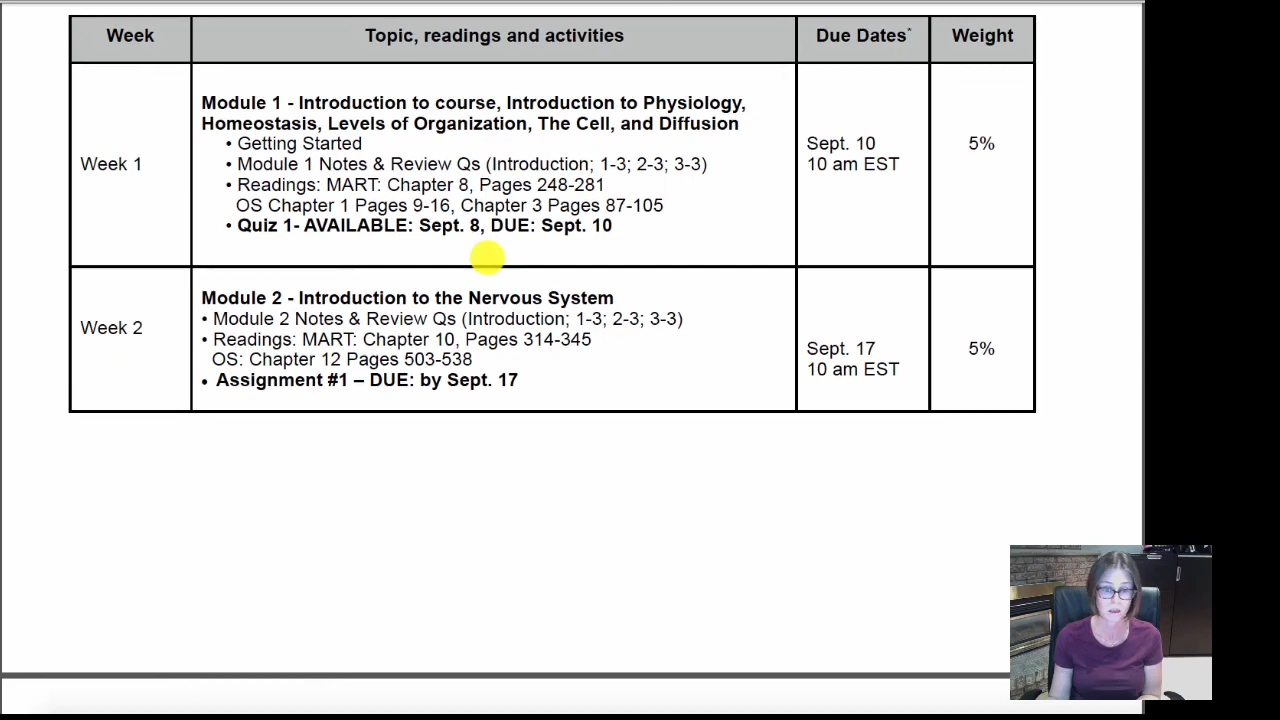 Week Topic, readings and activities Due Dates* Weight
Module 1 - Introduction to course, Introduction to Physiology,
Homeostasis, Levels of Organization, The Cell, and Diffusion
• Getting Started
• Module 1 Notes & Review Qs (Introduction; 1-3; 2-3; 3-3)
• Readings: MART: Chapter 8, Pages 248-281
OS Chapter 1 Pages 9-16, Chapter 3 Pages 87-105
• Quiz 1- AVAILABLE: Sept. 8, DUE: Sept. 10
Week 1
Sept. 10
10 am EST
5%
Module 2 - Introduction to the Nervous System
• Module 2 Notes & Review Qs (Introduction; 1-3; 2-3; 3-3)
• Readings: MART: Chapter 10, Pages 314-345
OS: Chapter 12 Pages 503-538
• Assignment #1 – DUE: by Sept. 17
Week 2
Sept. 17
10 am EST
5%